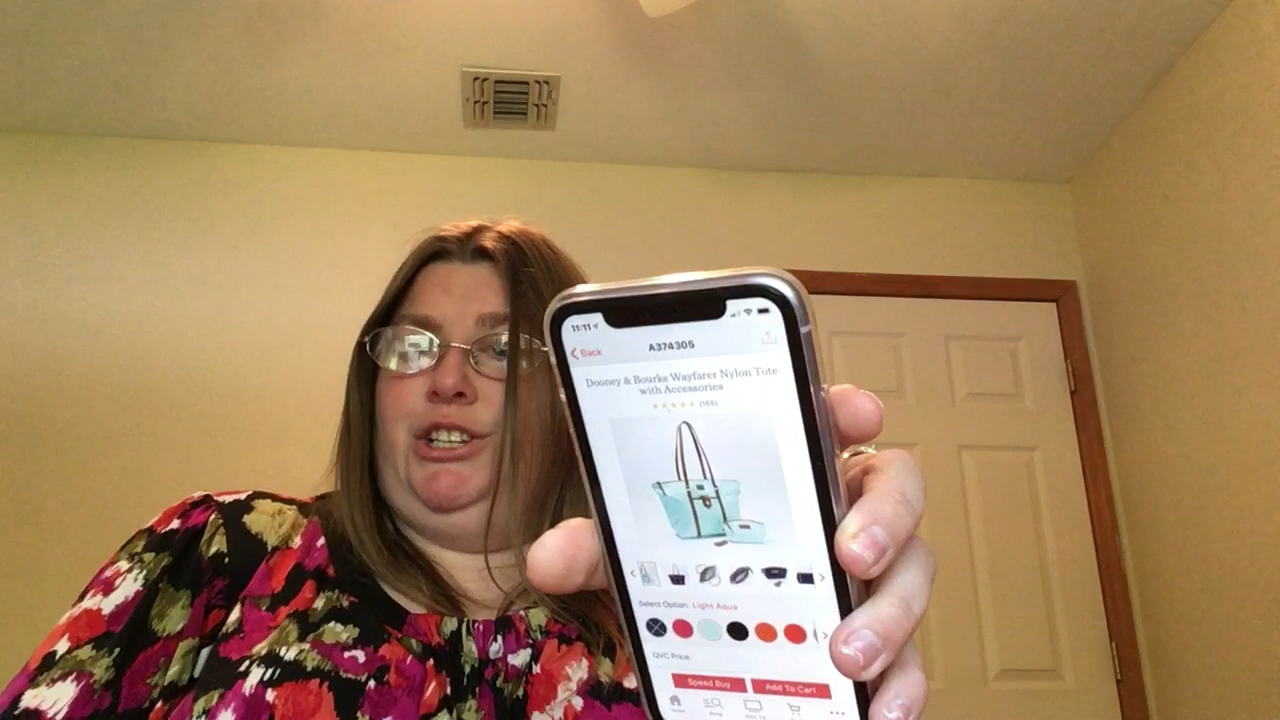 11:11
Back
A374305
Dooney & Bourke Wayfarer Nylon Tote
with Accessories
(165)
Select Option: Light Aqua
QVC Price:
Speed Buy
Add To Cart